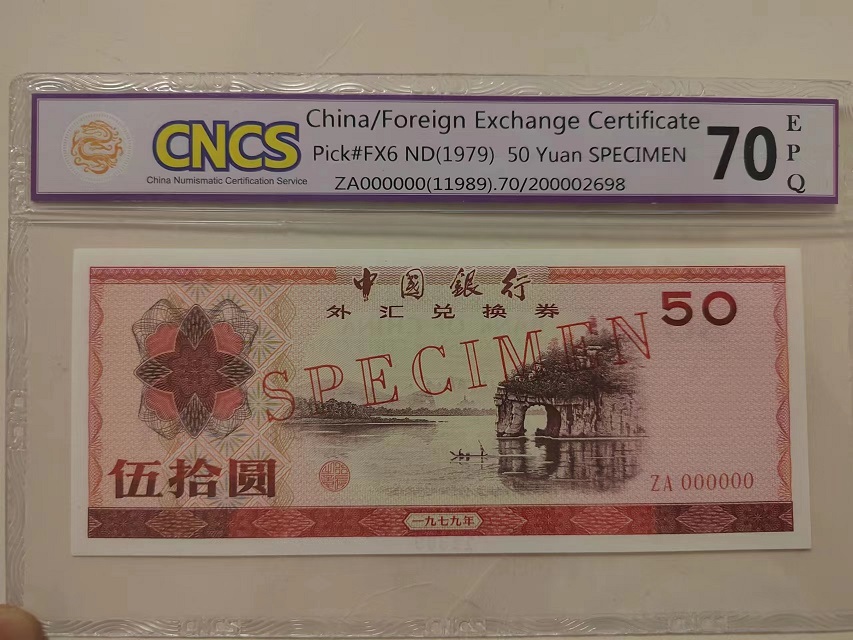 CNCS
China Numismatic Certification Service
China/Foreign Exchange Certificate
Pick#FX6 ND(1979) 50 Yuan SPECIMEN
ZA000000(11989).70/200002698
70
E
P
Q
中国銀行
外汇兑换券
50
SPECIMEN
伍拾圆
ZA 000000
一九七九年